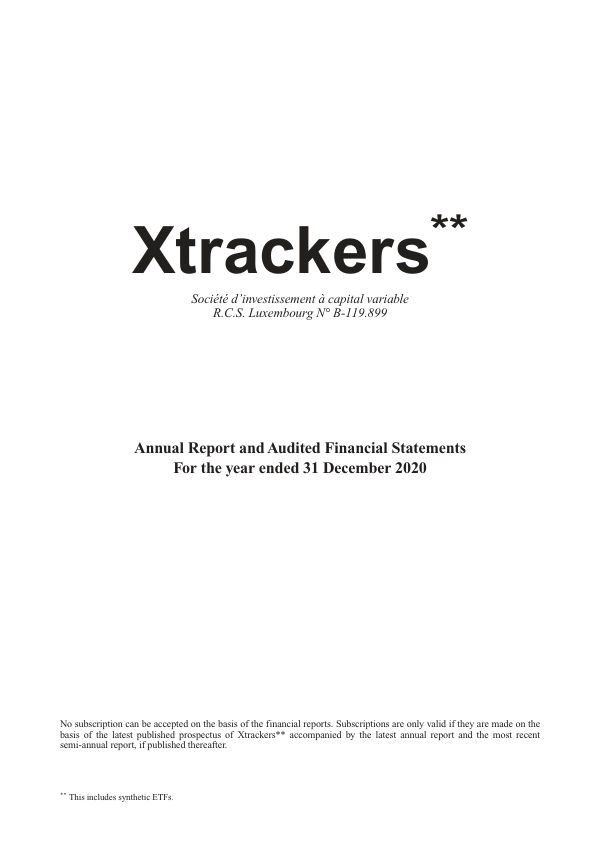 Xtrackers**
Société d’investissement à capital variable
R.C.S. Luxembourg N° B-119.899
Annual Report and Audited Financial Statements
For the year ended 31 December 2020
No subscription can be accepted on the basis of the financial reports. Subscriptions are only valid if they are made on the
basis of the latest published prospectus of Xtrackers** accompanied by the latest annual report and the most recent
semi-annual report, if published thereafter.
** This includes synthetic ETFs.